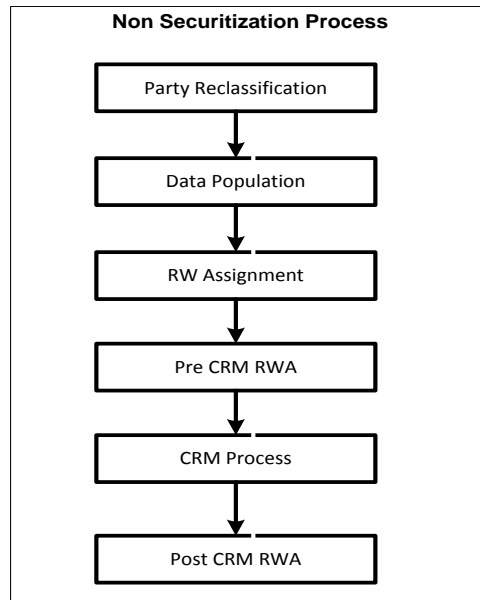 Non Securitization Process
Party Reclassification
Data Population
RW Assignment
Pre CRM RWA
CRM Process
Post CRM RWA